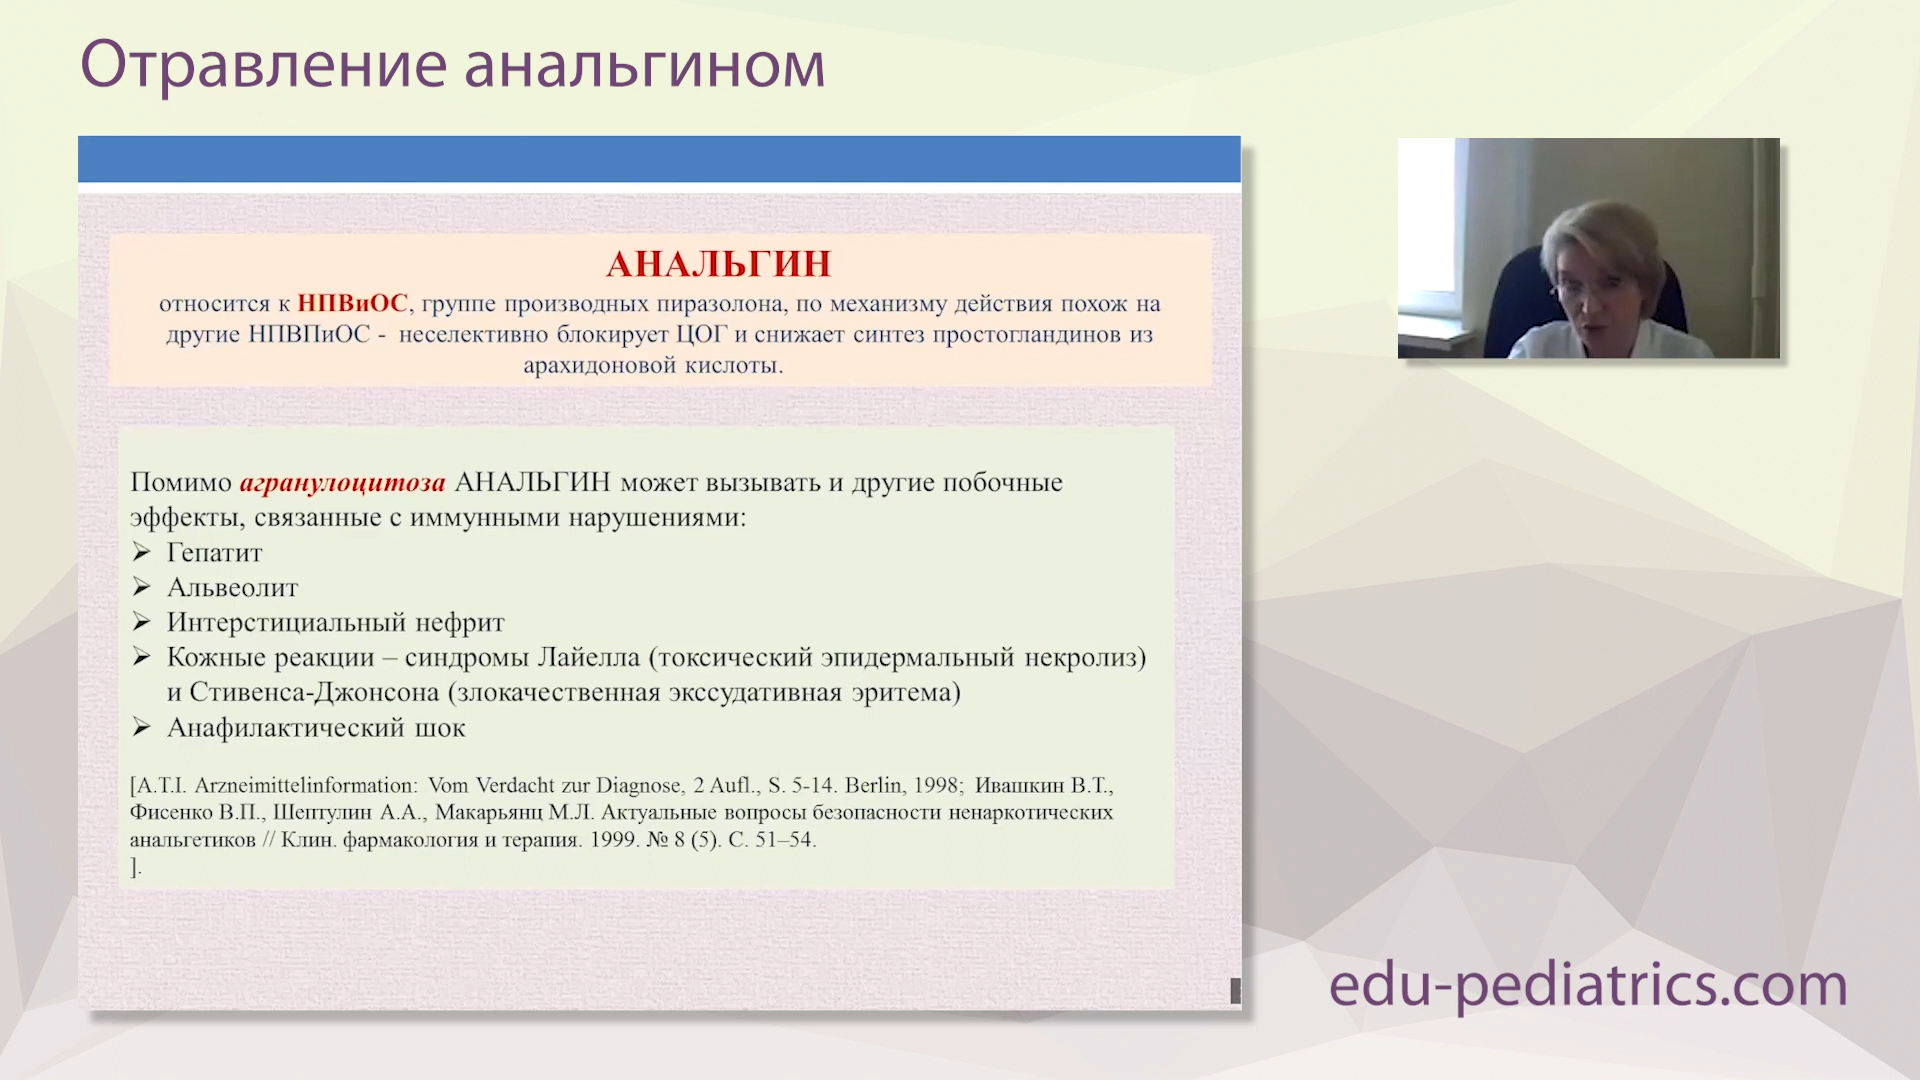 Отравление анальгином
АНАЛЬГИН
относится к НПВиОС, группе производных пиразолона, по механизму действия похож на
другие НПВПиОС - неселективно блокирует ЦОГ и снижает синтез простогландинов из
арахидоновой кислоты.
Помимо агранулоцитоза АНАЛЬГИН может вызывать и другие побочные
эффекты, связанные с иммунными нарушениями:
➢ Гепатит
➢ Альвеолит
➢ Интерстициальный нефрит
➢ Кожные реакции – синдромы Лайелла (токсический эпидермальный некролиз)
и Стивенса-Джонсона (злокачественная экссудативная эритема)
➢ Анафилактический шок
[A.T.I. Arzneimittelinformation: Vom Verdacht zur Diagnose, 2 Aufl., S. 5-14. Berlin, 1998; Ивашкин В.Т.,
Фисенко В.П., Шептулин А.А., Макарьянц М.Л. Актуальные вопросы безопасности ненаркотических
анальгетиков // Клин. фармакология и терапия. 1999. № 8 (5). С. 51–54.
].
edu-pediatrics.com